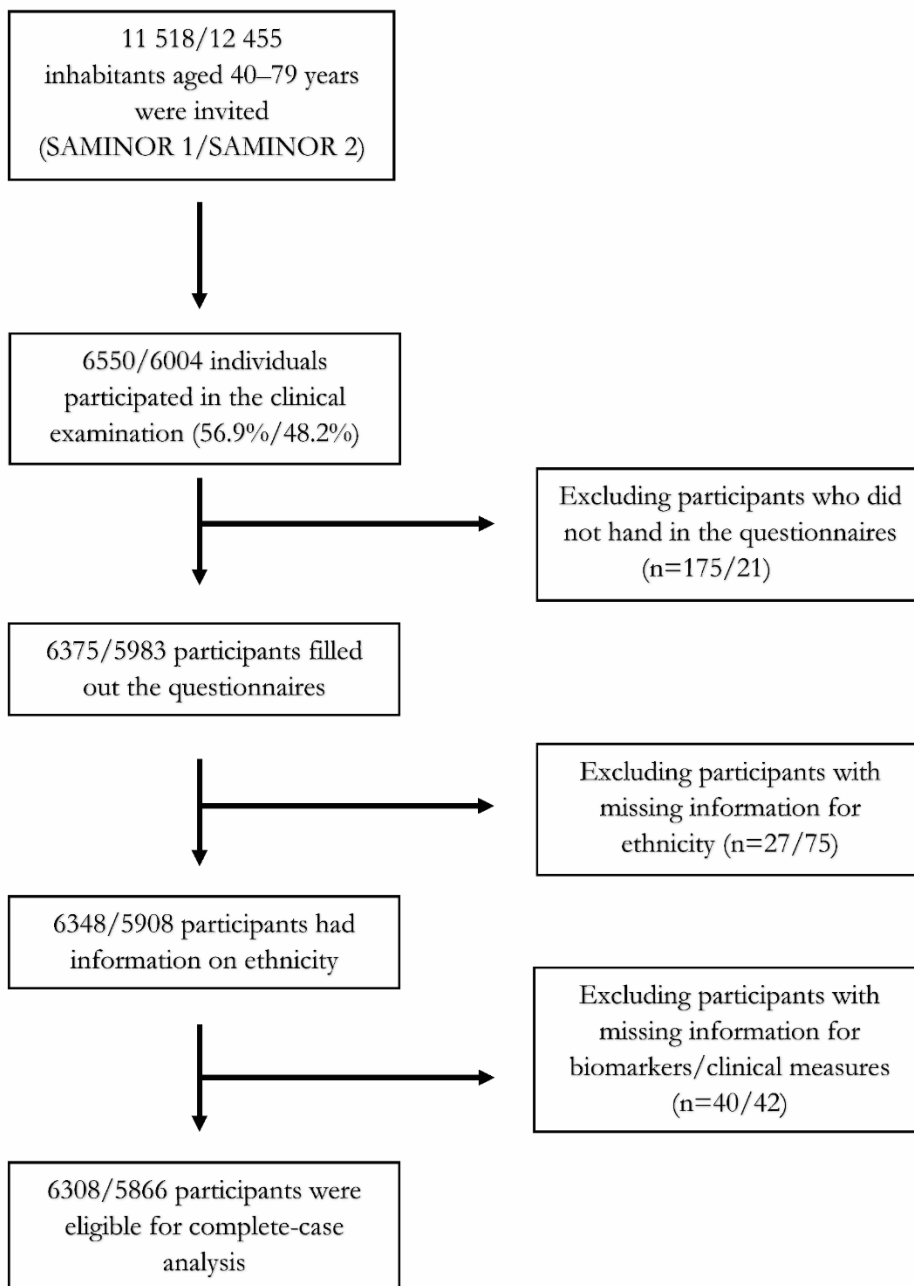 11 518/12 455
inhabitants aged 40–79 years
were invited
(SAMINOR 1/SAMINOR 2)
6550/6004 individuals
participated in the clinical
examination (56.9%/48.2%)
Excluding participants who did
not hand in the questionnaires
(n=175/21)
6375/5983 participants filled
out the questionnaires
Excluding participants with
missing information for
ethnicity (n=27/75)
6348/5908 participants had
information on ethnicity
Excluding participants with
missing information for
biomarkers/clinical measures
(n=40/42)
6308/5866 participants were
eligible for complete-case
analysis